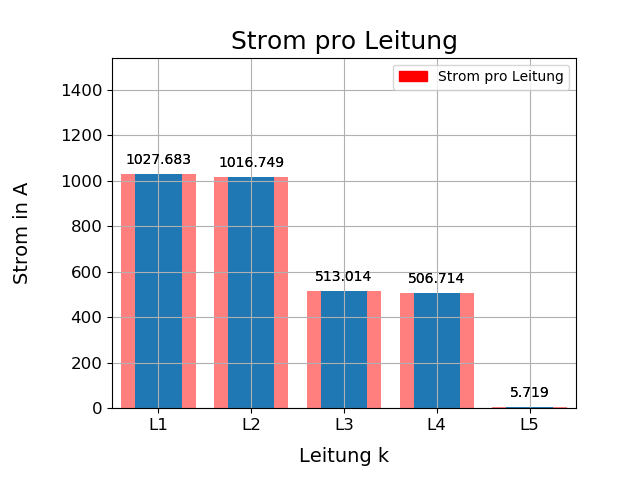 Strom pro Leitung
Strom pro Leitung
1400
1200
1000
800
600
400
200
0
Strom in A
1027.683
1016.749
513.014
506.714
5.719
L1 L2 L3 L4 L5
Leitung k